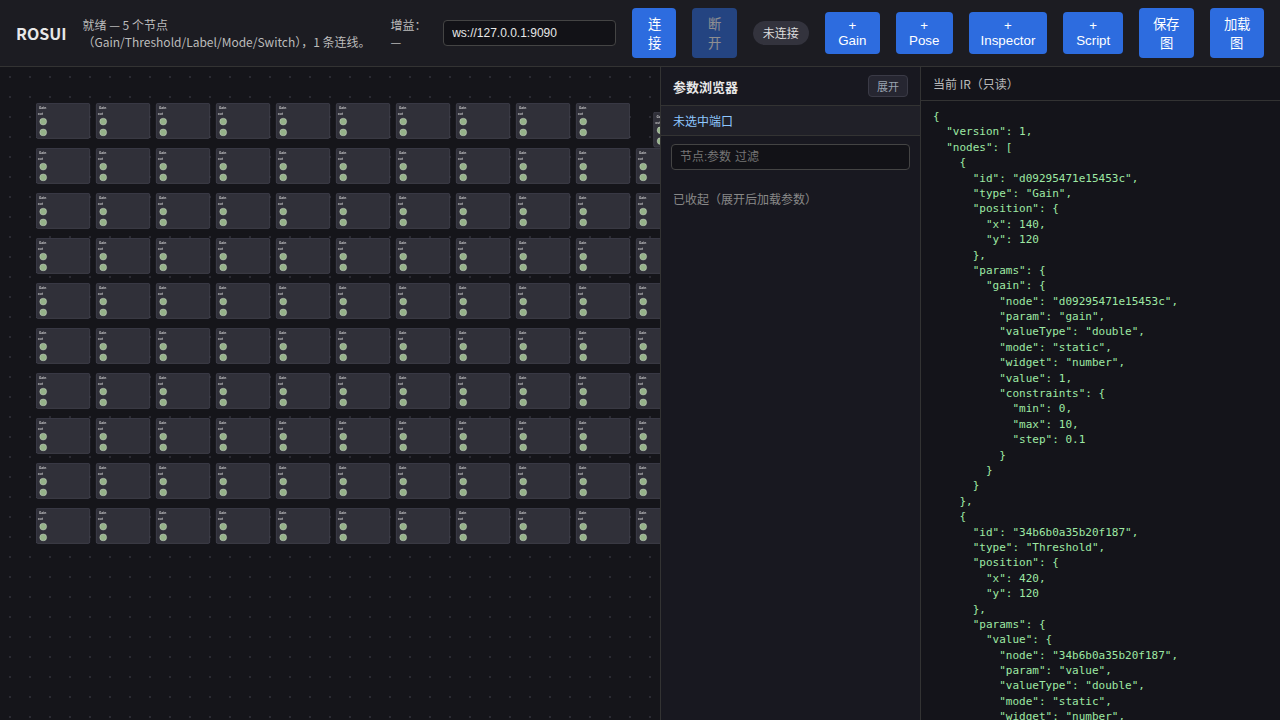 ROSUI
就绪 — 5 个节点
（Gain/Threshold/Label/Mode/Switch），1 条连线。
增益：
—
ws://127.0.0.1:9090
连
接
断
开
未连接
+
Gain
+
Pose
+
Inspector
+
Script
保存
图
加载
图
参数浏览器
展开
未选中端口
节点:参数 过滤
已收起（展开后加载参数）
当前 IR（只读）
{
"version": 1,
"nodes": [
{
"id": "d09295471e15453c",
"type": "Gain",
"position": {
"x": 140,
"y": 120
},
"params": {
"gain": {
"node": "d09295471e15453c",
"param": "gain",
"valueType": "double",
"mode": "static",
"widget": "number",
"value": 1,
"constraints": {
"min": 0,
"max": 10,
"step": 0.1
}
}
}
},
{
"id": "34b6b0a35b20f187",
"type": "Threshold",
"position": {
"x": 420,
"y": 120
},
"params": {
"value": {
"node": "34b6b0a35b20f187",
"param": "value",
"valueType": "double",
"mode": "static",
"widget": "number",